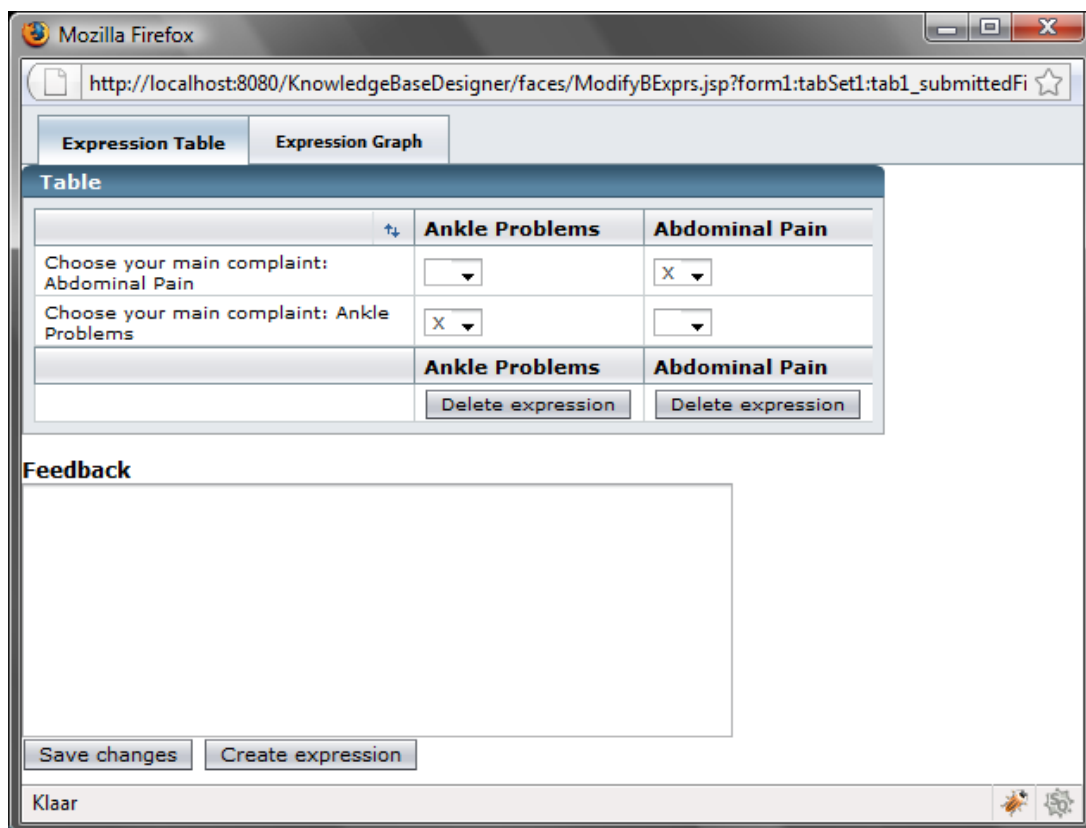 Mozilla Firefox
http://localhost:8080/KnowledgeBaseDesigner/faces/ModifyBExprs.jsp?form1:tabSet1:tab1_submittedFi
Expression Table Expression Graph
Table
Ankle Problems Abdominal Pain
Choose your main complaint:
Abdominal Pain
X
Choose your main complaint: Ankle
Problems
X
Ankle Problems Abdominal Pain
Delete expression Delete expression
Feedback
Save changes Create expression
Klaar